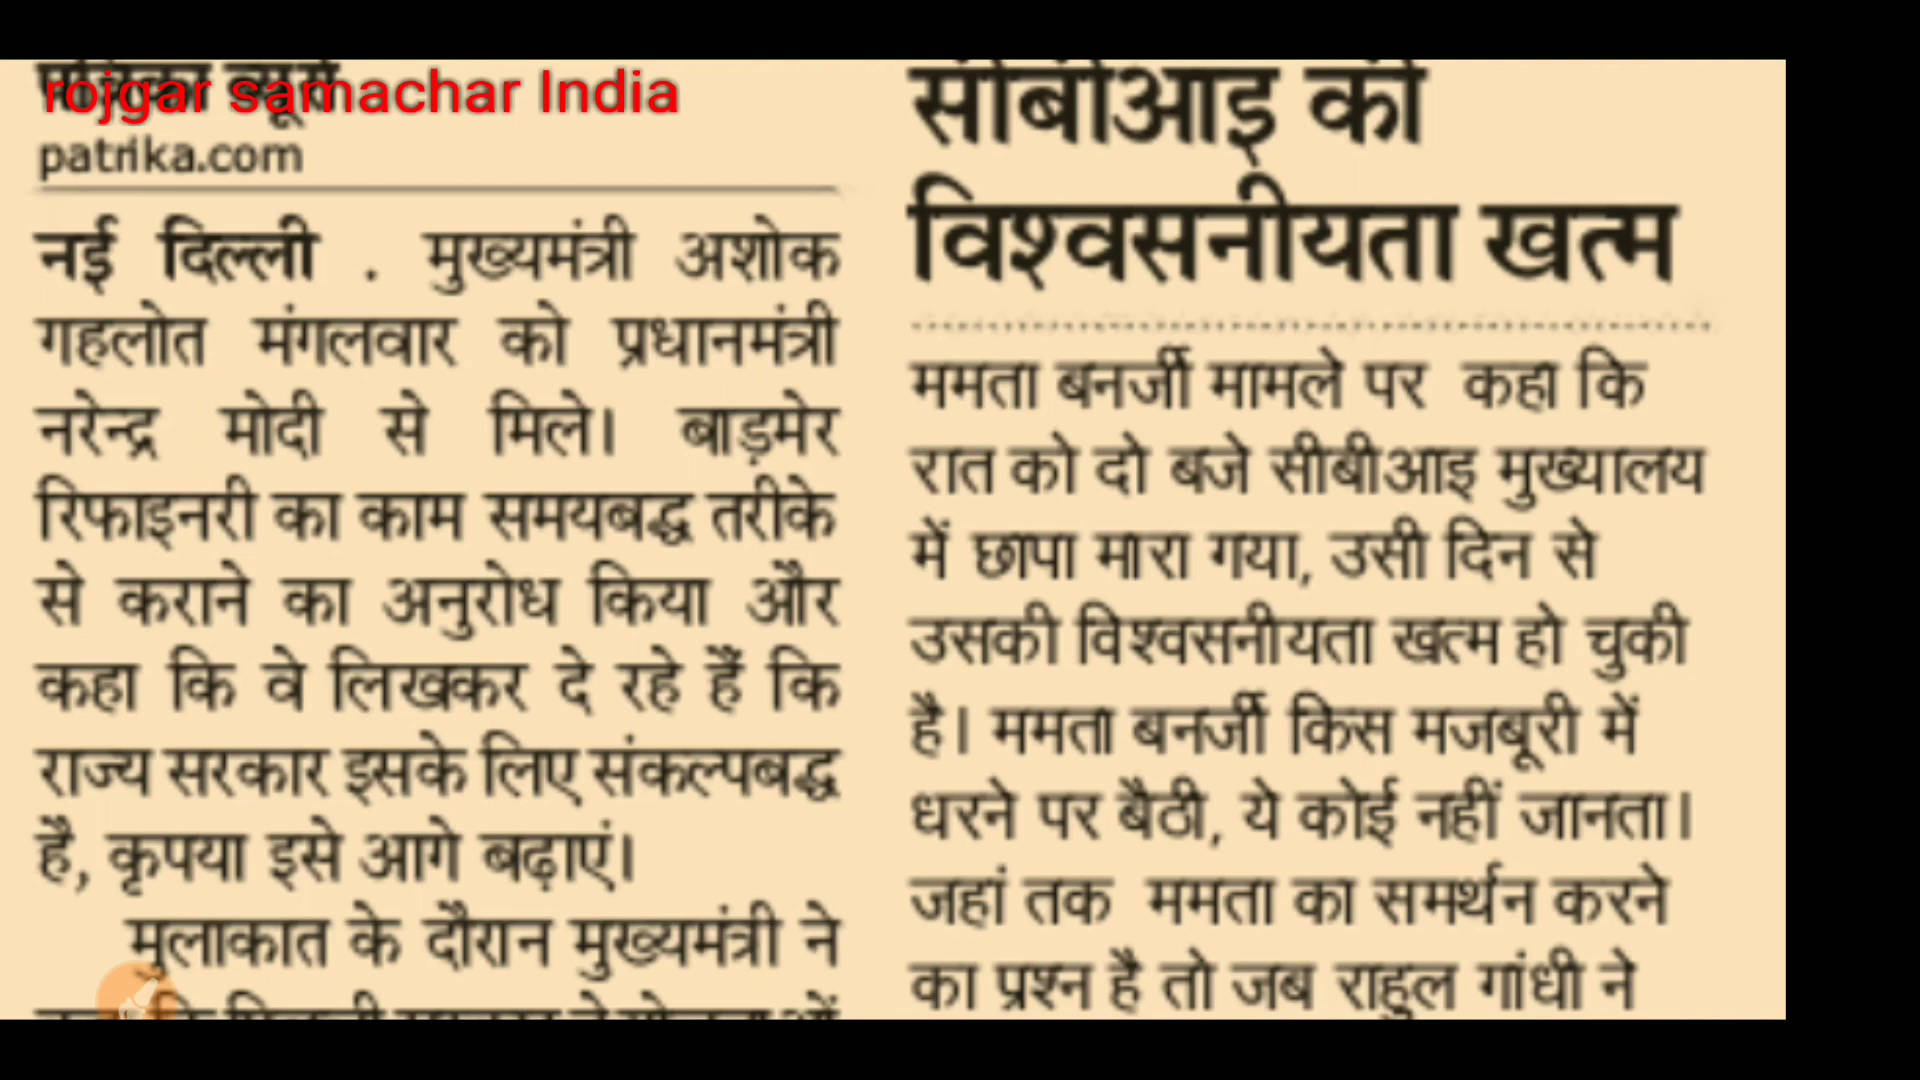 rojgar samachar India
पत्रिका ब्यूरो
patrika.com
नई दिल्ली . मुख्यमंत्री अशोक
गहलोत मंगलवार को प्रधानमंत्री
नरेन्द्र मोदी से मिले। बाड़मेर
रिफाइनरी का काम समयबद्ध तरीके
से कराने का अनुरोध किया और
कहा कि वे लिखकर दे रहे हैं कि
राज्य सरकार इसके लिए संकल्पबद्ध
है, कृपया इसे आगे बढ़ाएं।
मुलाकात के दौरान मुख्यमंत्री ने
सीबीआइ की
विश्वसनीयता खत्म
ममता बनर्जी मामले पर कहा कि
रात को दो बजे सीबीआइ मुख्यालय
में छापा मारा गया, उसी दिन से
उसकी विश्वसनीयता खत्म हो चुकी
है। ममता बनर्जी किस मजबूरी में
धरने पर बैठी, ये कोई नहीं जानता।
जहां तक ममता का समर्थन करने
का प्रश्न है तो जब राहुल गांधी ने